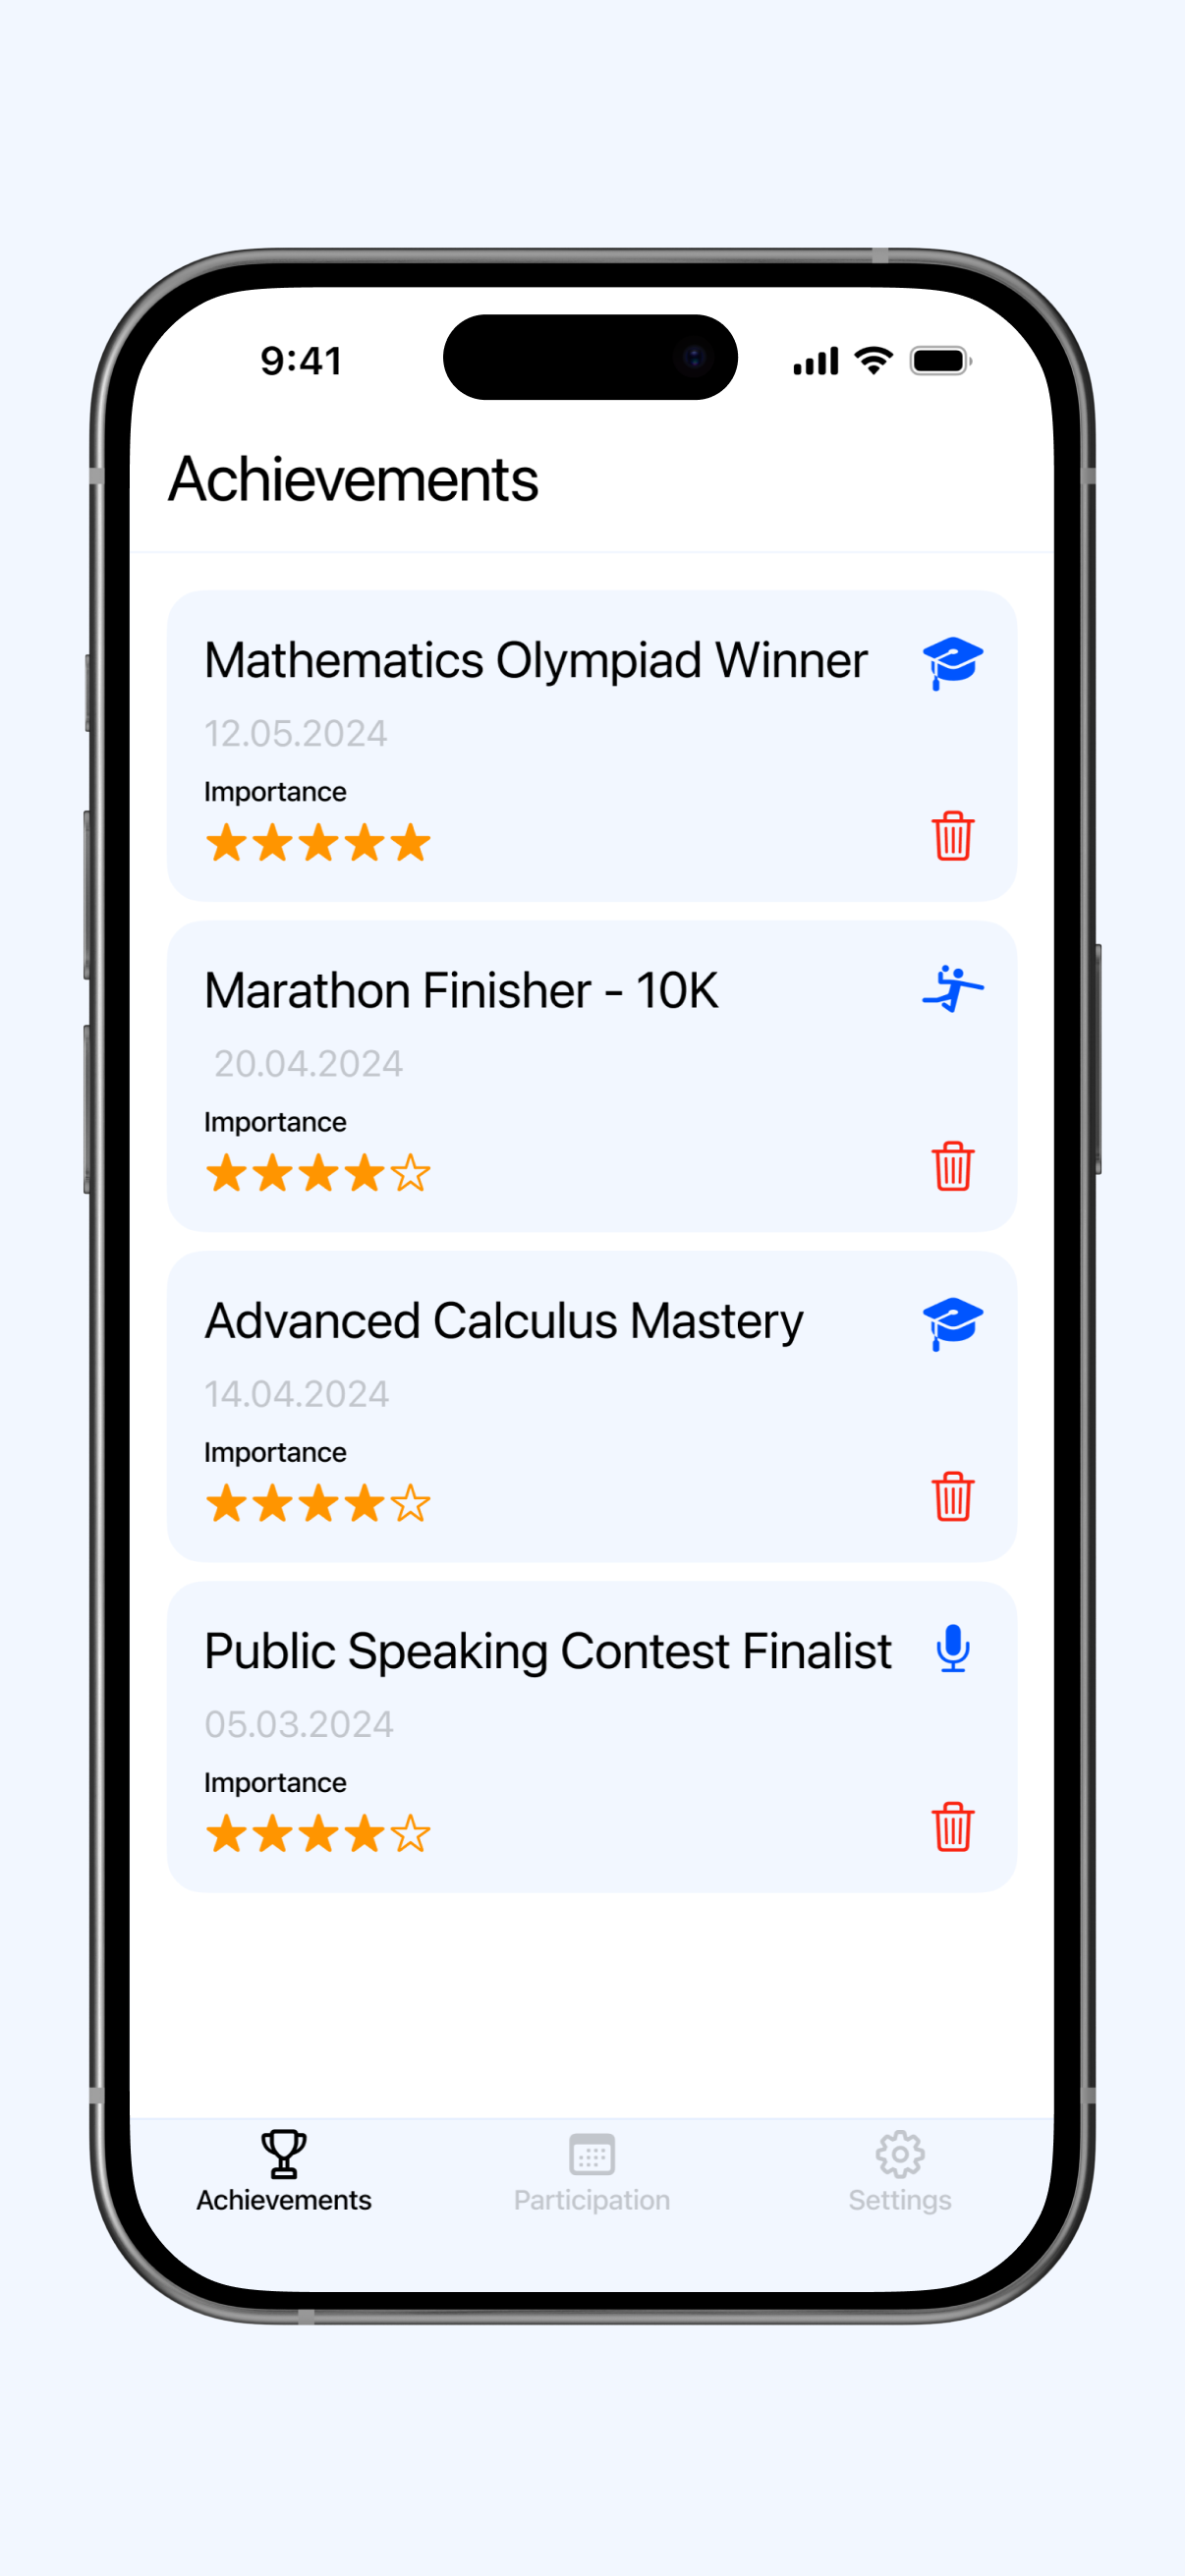 9:41
Achievements
Mathematics Olympiad Winner
12.05.2024
Importance
Marathon Finisher - 10K
20.04.2024
Importance
Advanced Calculus Mastery
14.04.2024
Importance
Public Speaking Contest Finalist
05.03.2024
Importance
Achievements
Participation
Settings